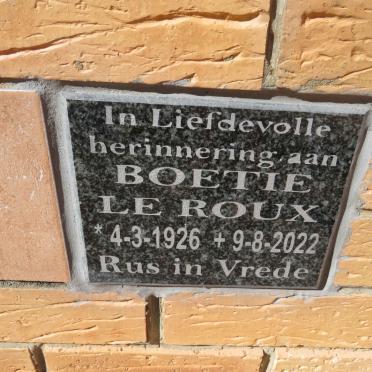 In Liefdevolle
herinnering aan
BOETIE
LE ROUX
* 4-3-1926 + 9-8-2022
Rus in Vrede